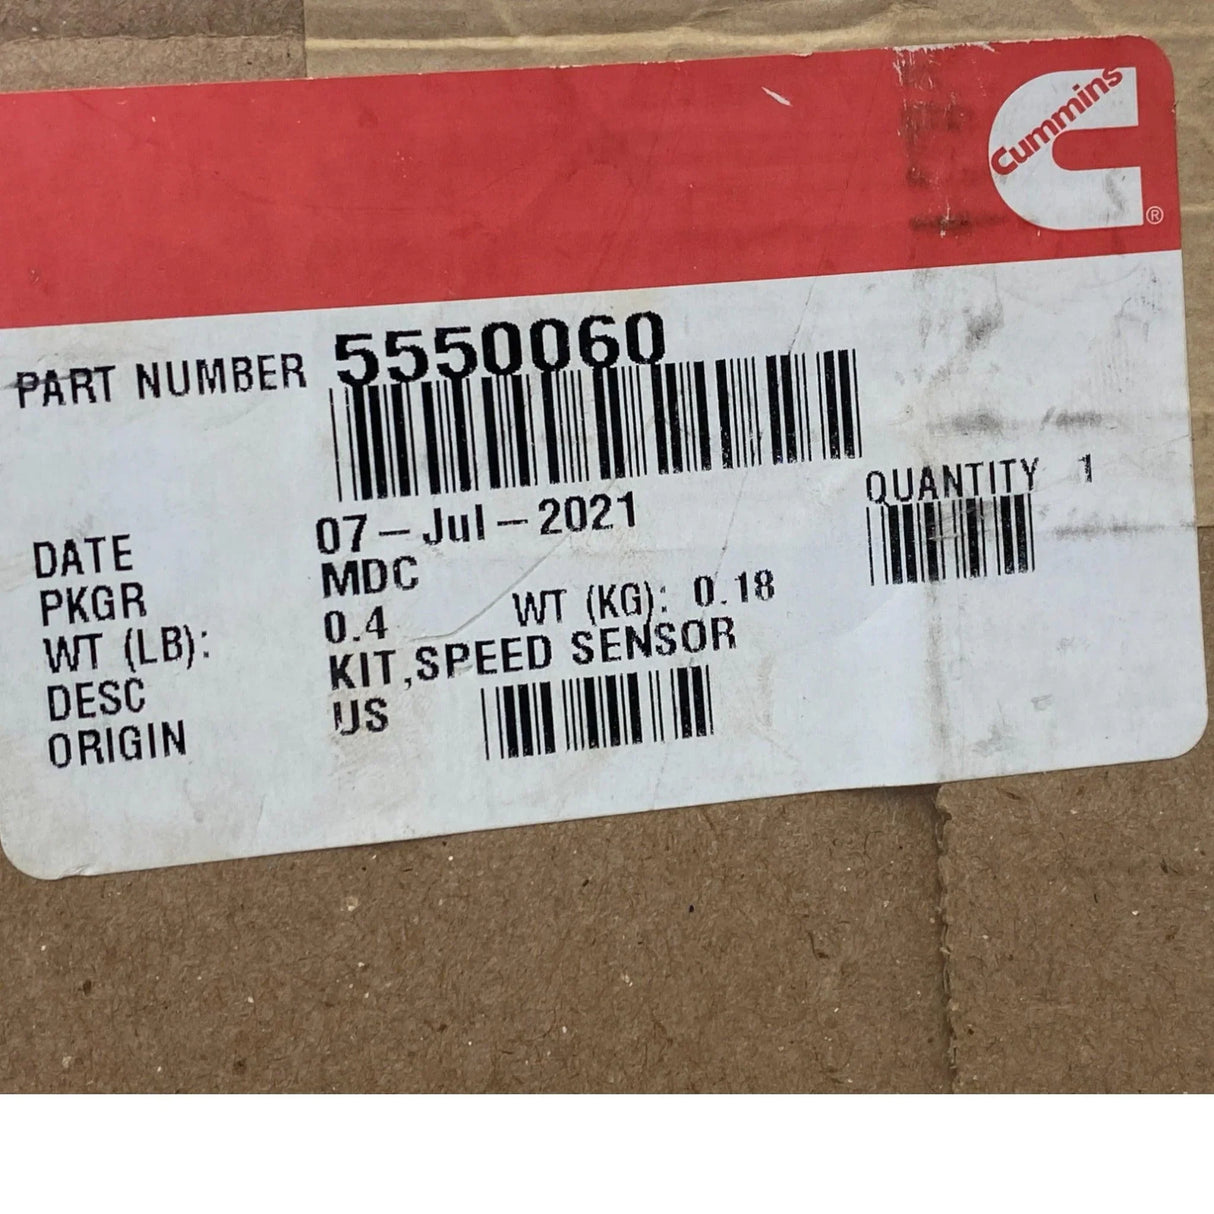 Cummins
®
PART NUMBER 5550060
QUANTITY 1
DATE 07-Jul-2021
PKGR MDC
WT (LB): 0.4 WT (KG): 0.18
DESC KIT,SPEED SENSOR
ORIGIN US